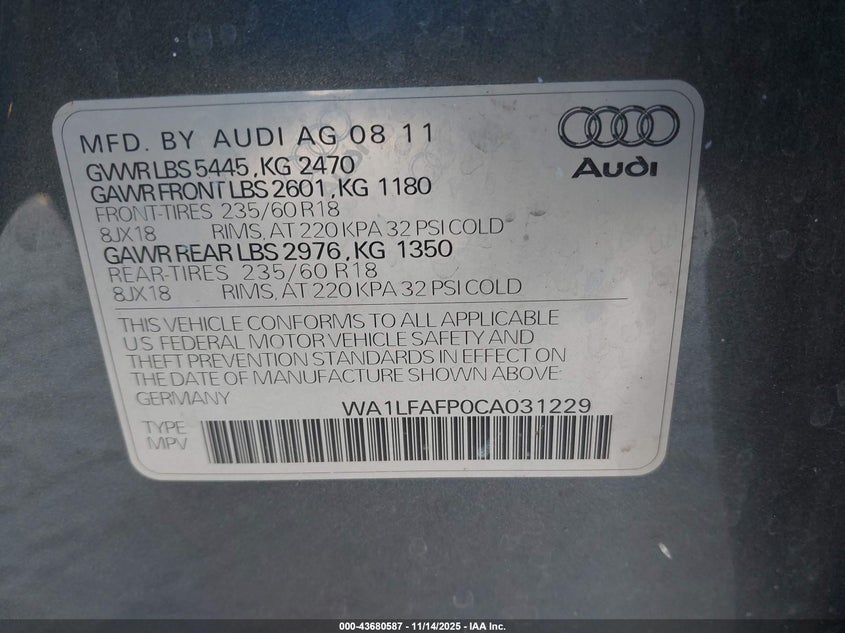 MFD. BY AUDI AG 08 11
Audi
GVWR LBS 5445, KG 2470
GAWR FRONT LBS 2601, KG 1180
FRONT-TIRES 235/60 R18
8JX18 RIMS, AT 220 KPA 32 PSI COLD
GAWR REAR LBS 2976, KG 1350
REAR-TIRES 235/60 R18
8JX18 RIMS, AT 220 KPA 32 PSI COLD
THIS VEHICLE CONFORMS TO ALL APPLICABLE
US FEDERAL MOTOR VEHICLE SAFETY AND
THEFT PREVENTION STANDARDS IN EFFECT ON
THE DATE OF MANUFACTURE SHOWN ABOVE:
GERMANY WA1LFAFP0CA031229
TYPE
MPV
000-43680587 - 11/14/2025 - IAA Inc.